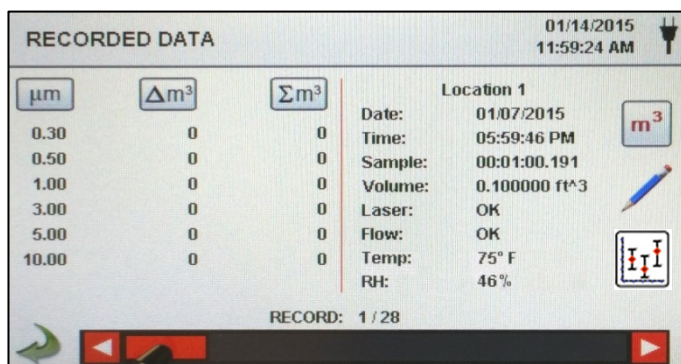 RECORDED DATA
01/14/2015
11:59:24 AM
µm Δm³ Σm³
0.30 0 0
0.50 0 0
1.00 0 0
3.00 0 0
5.00 0 0
10.00 0 0
Location 1
Date: 01/07/2015
Time: 05:59:46 PM
Sample: 00:01:00.191
Volume: 0.100000 ft^3
Laser: OK
Flow: OK
Temp: 75° F
RH: 46%
m³
RECORD: 1 / 28